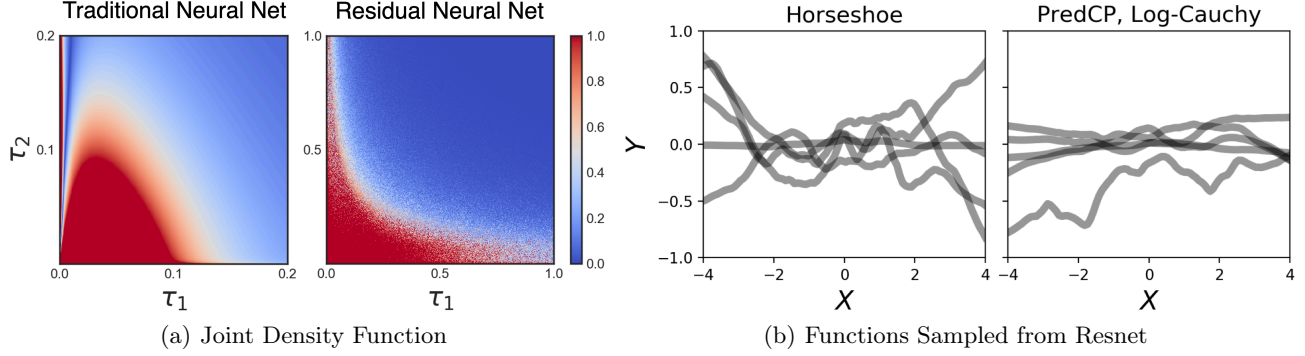 Traditional Neural Net
Residual Neural Net
0.2
0.1
τ2
0.0
0.1
0.2
τ1
1.0
0.5
0.0
0.5
1.0
τ1
1.0
0.8
0.6
0.4
0.2
0.0
(a) Joint Density Function
Horseshoe
PredCP, Log-Cauchy
1.0
0.5
0.0
−0.5
−1.0
Y
−4 −2 0 2 4
X
−4 −2 0 2 4
X
(b) Functions Sampled from Resnet